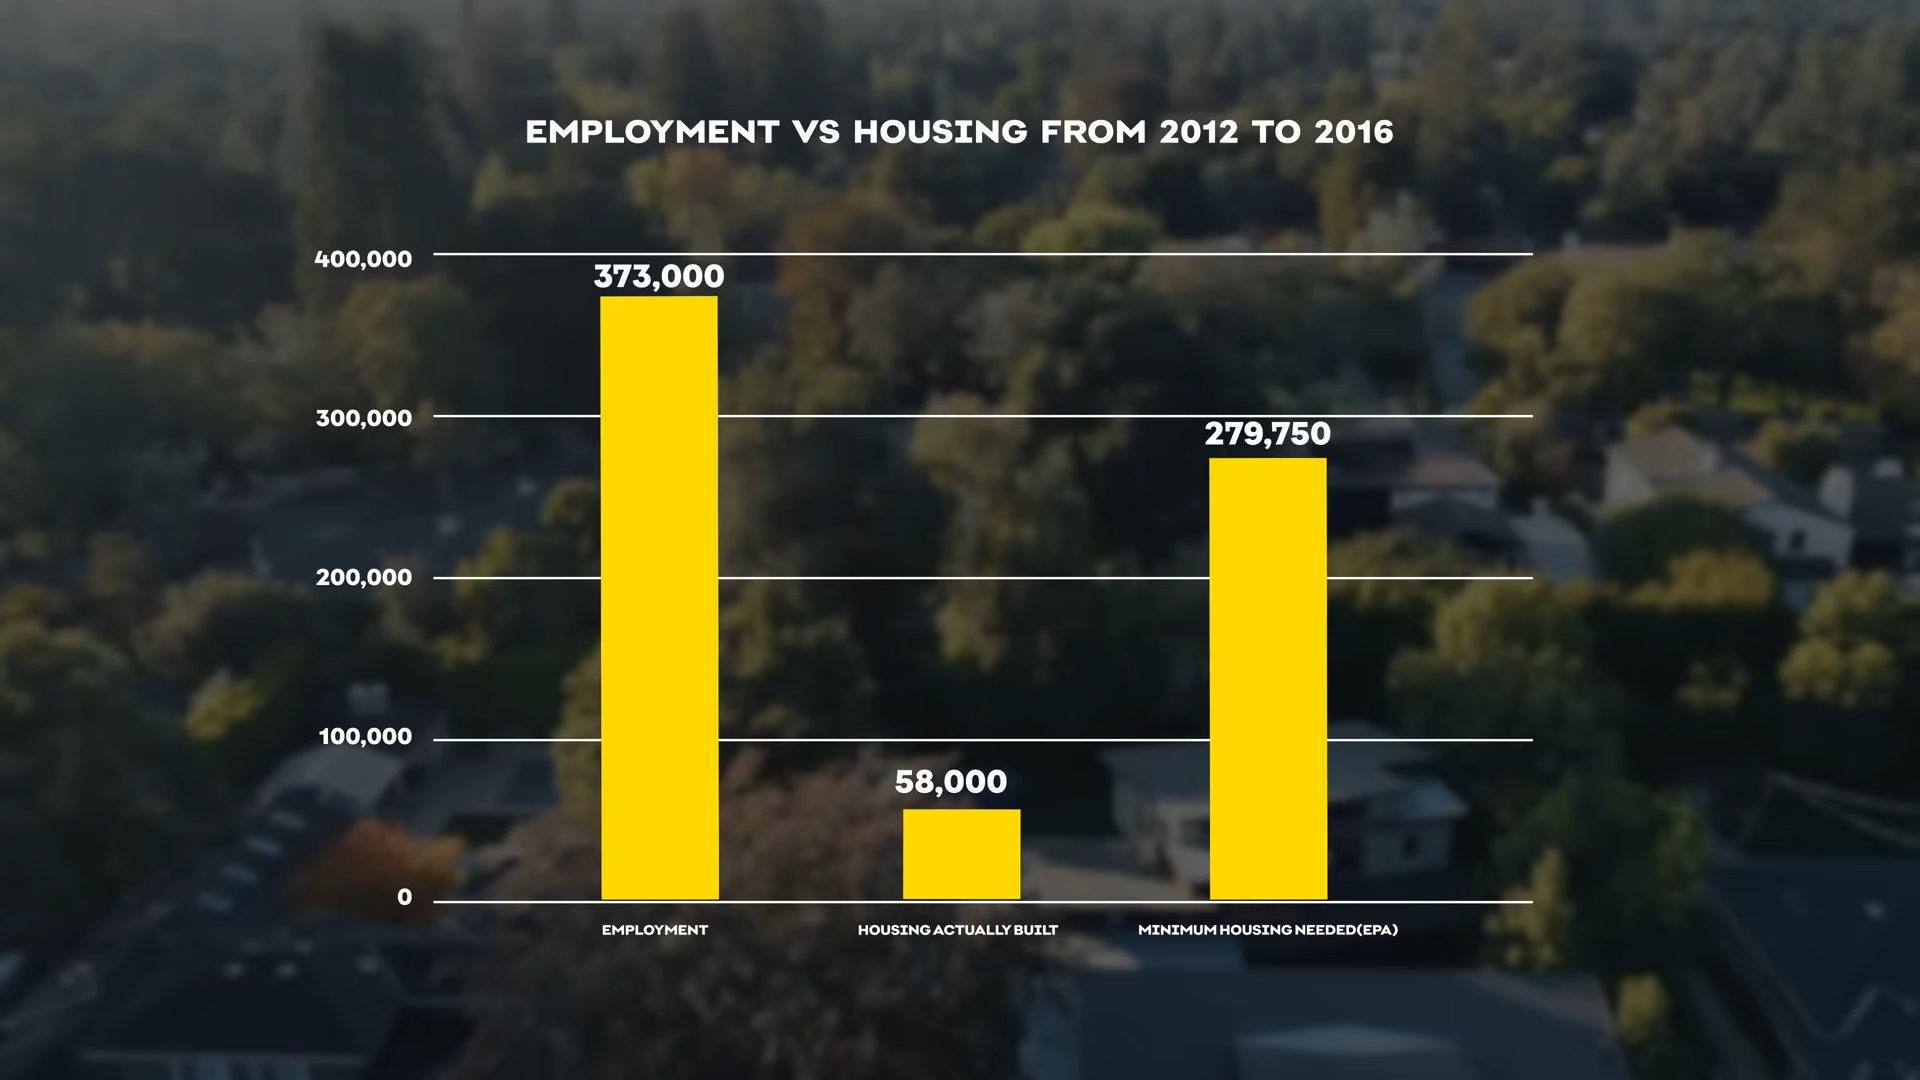 EMPLOYMENT VS HOUSING FROM 2012 TO 2016
400,000
373,000
300,000
279,750
200,000
100,000
58,000
0
EMPLOYMENT
HOUSING ACTUALLY BUILT
MINIMUM HOUSING NEEDED(EPA)